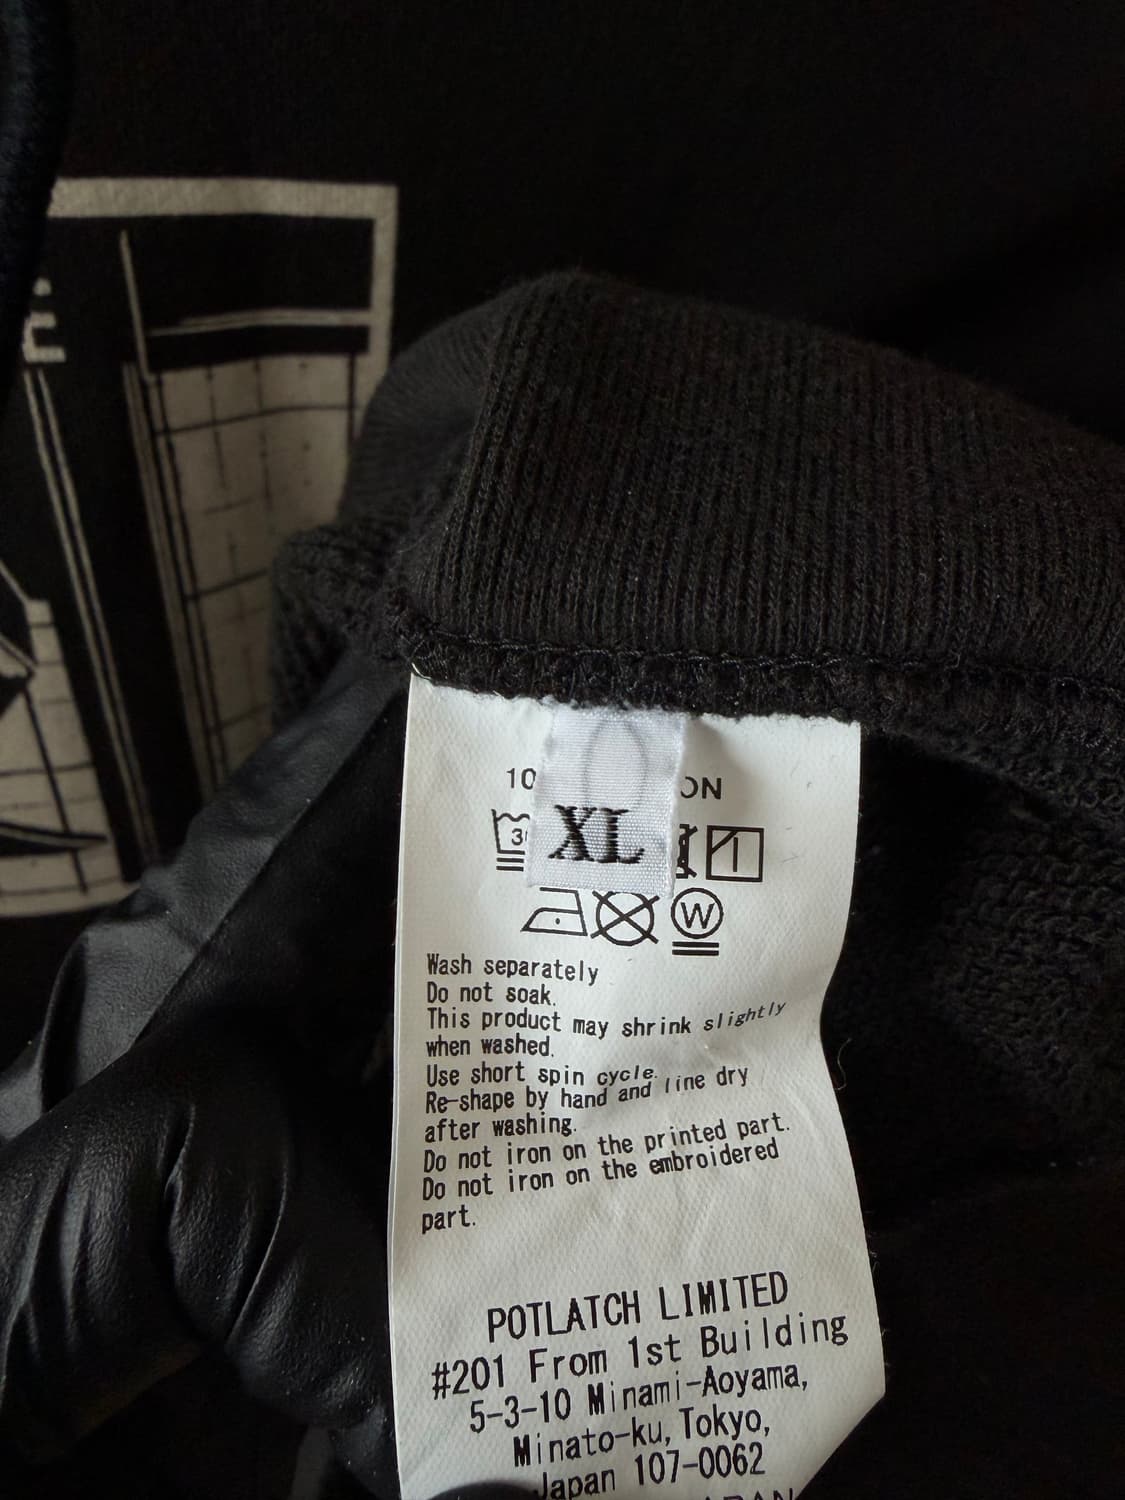 XL
W
Wash separately
Do not soak.
This product may shrink slightly
when washed.
Use short spin cycle.
Re-shape by hand and line dry
after washing.
Do not iron on the printed part.
Do not iron on the embroidered
part.
POTLATCH LIMITED
#201 From 1st Building
5-3-10 Minami-Aoyama,
Minato-ku, Tokyo,
Japan 107-0062